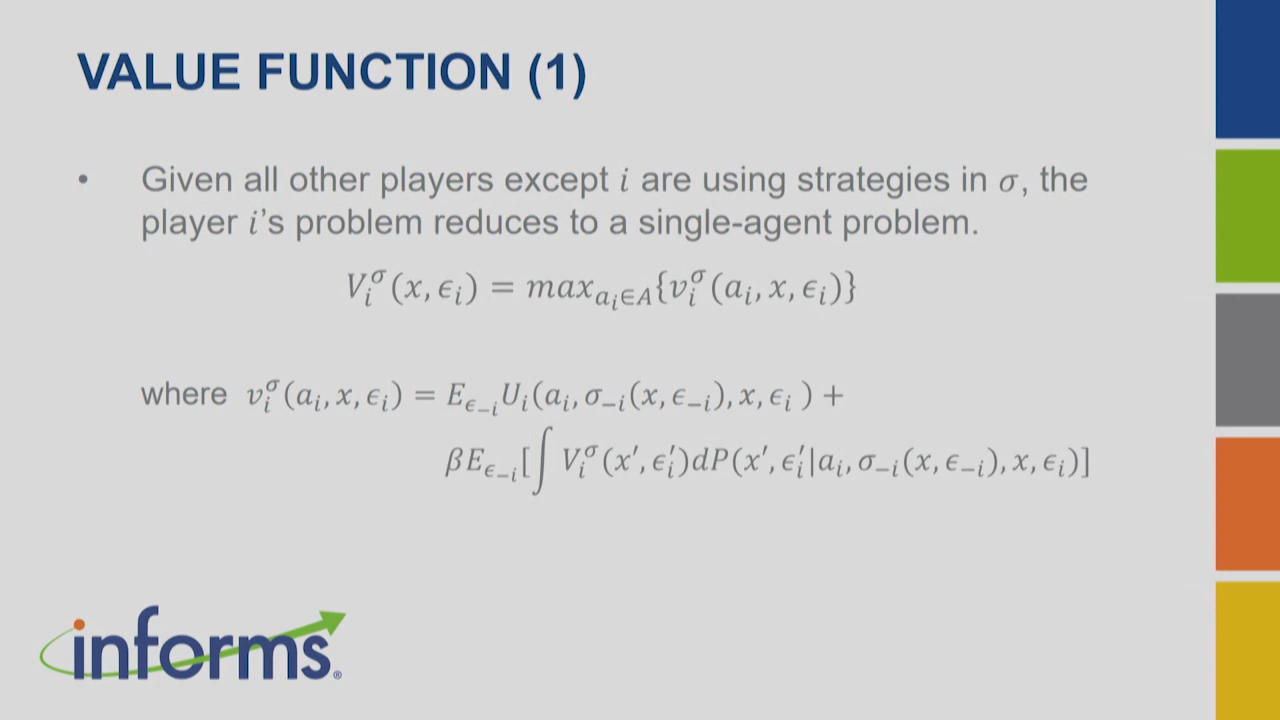 VALUE FUNCTION (1)
• Given all other players except 𝑖 are using strategies in σ, the
player 𝑖's problem reduces to a single-agent problem.
$V_i^σ(x, ϵ_i) = max_{a_i∈A}\{v_i^σ(a_i, x, ϵ_i)\}$
where $v_i^σ(a_i, x, ϵ_i) = E_{ϵ_{-i}}U_i(a_i, σ_{-i}(x, ϵ_{-i}), x, ϵ_i) +$
$βE_{ϵ_{-i}}[∫ V_i^σ(x′, ϵ_i′)dP(x′, ϵ_i′|a_i, σ_{-i}(x, ϵ_{-i}), x, ϵ_i)]$
informs®